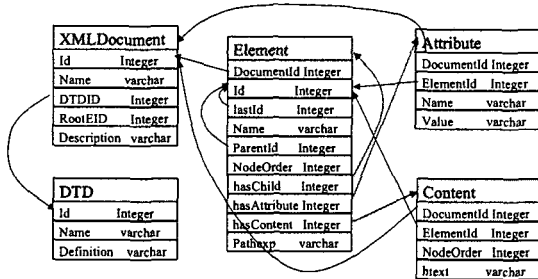 XMLDocument
Id Integer
Name varchar
DTDID Integer
RootEID Integer
Description varchar
DTD
Id Integer
Name varchar
Definition varchar
Element
DocumentId Integer
Id Integer
lastId Integer
Name varchar
ParentId Integer
NodeOrder Integer
hasChild Integer
hasAttribute Integer
hasContent Integer
Pathexp varchar
Attribute
DocumentId Integer
ElementId Integer
Name varchar
Value varchar
Content
DocumentId Integer
ElementId Integer
NodeOrder Integer
htext varchar